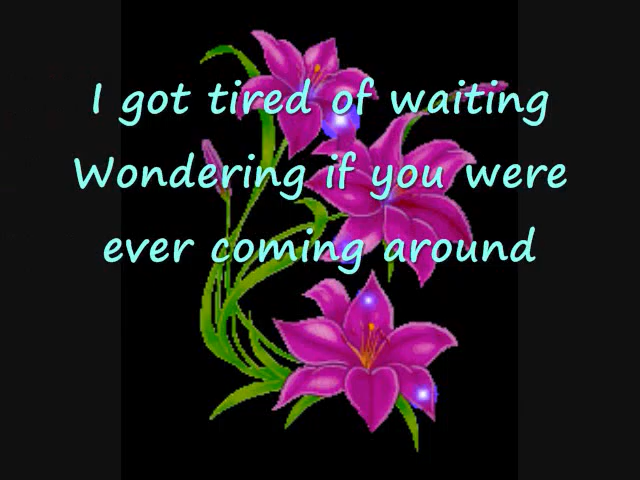 I got tired of waiting
Wondering if you were
ever coming around